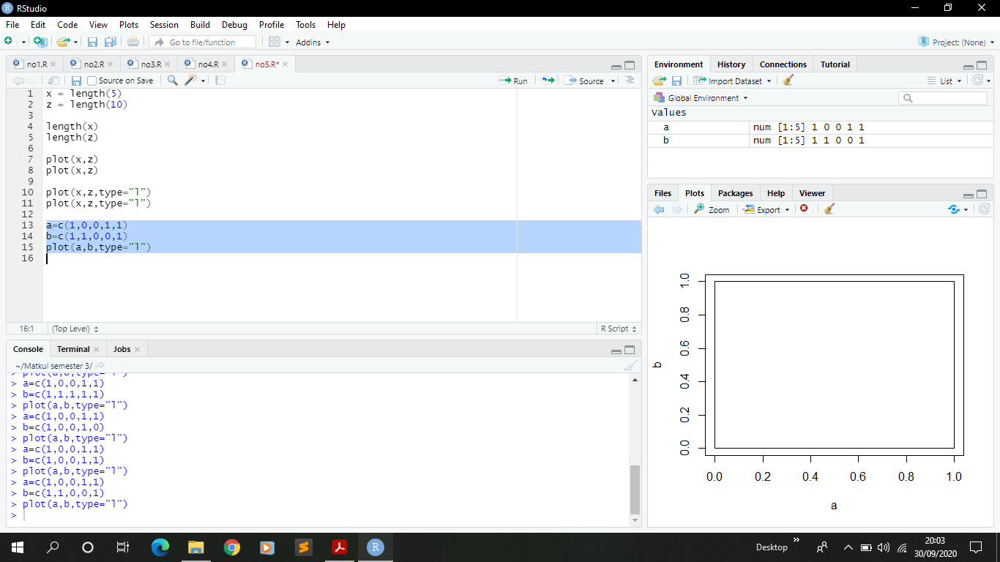 RStudio
File Edit Code View Plots Session Build Debug Profile Tools Help
Go to file/function Addins Project: (None)
no1.R no2.R no3.R no4.R no5.R*
Source on Save Run Source
1 x = length(5)
2 z = length(10)
3
4 length(x)
5 length(z)
6
7 plot(x,z)
8 plot(x,z)
9
10 plot(x,z,type="l")
11 plot(x,z,type="l")
12
13 a=c(1,0,0,1,1)
14 b=c(1,1,0,0,1)
15 plot(a,b,type="l")
16
16:1 (Top Level) R Script
Console Terminal Jobs
~/Matkul semester 3/
> plot(a,b,type="l")
> a=c(1,0,0,1,1)
> b=c(1,1,1,1,1)
> plot(a,b,type="l")
> a=c(1,0,0,1,1)
> b=c(1,0,0,1,0)
> plot(a,b,type="l")
> a=c(1,0,0,1,1)
> b=c(1,0,0,1,1)
> plot(a,b,type="l")
> a=c(1,0,0,1,1)
> b=c(1,1,0,0,1)
> plot(a,b,type="l")
>
Environment History Connections Tutorial
Import Dataset List
Global Environment
Values
a num [1:5] 1 0 0 1 1
b num [1:5] 1 1 0 0 1
Files Plots Packages Help Viewer
Zoom Export
1.0
0.8
0.6
0.4
0.2
0.0
b
0.0 0.2 0.4 0.6 0.8 1.0
a
Desktop
20:03
30/09/2020